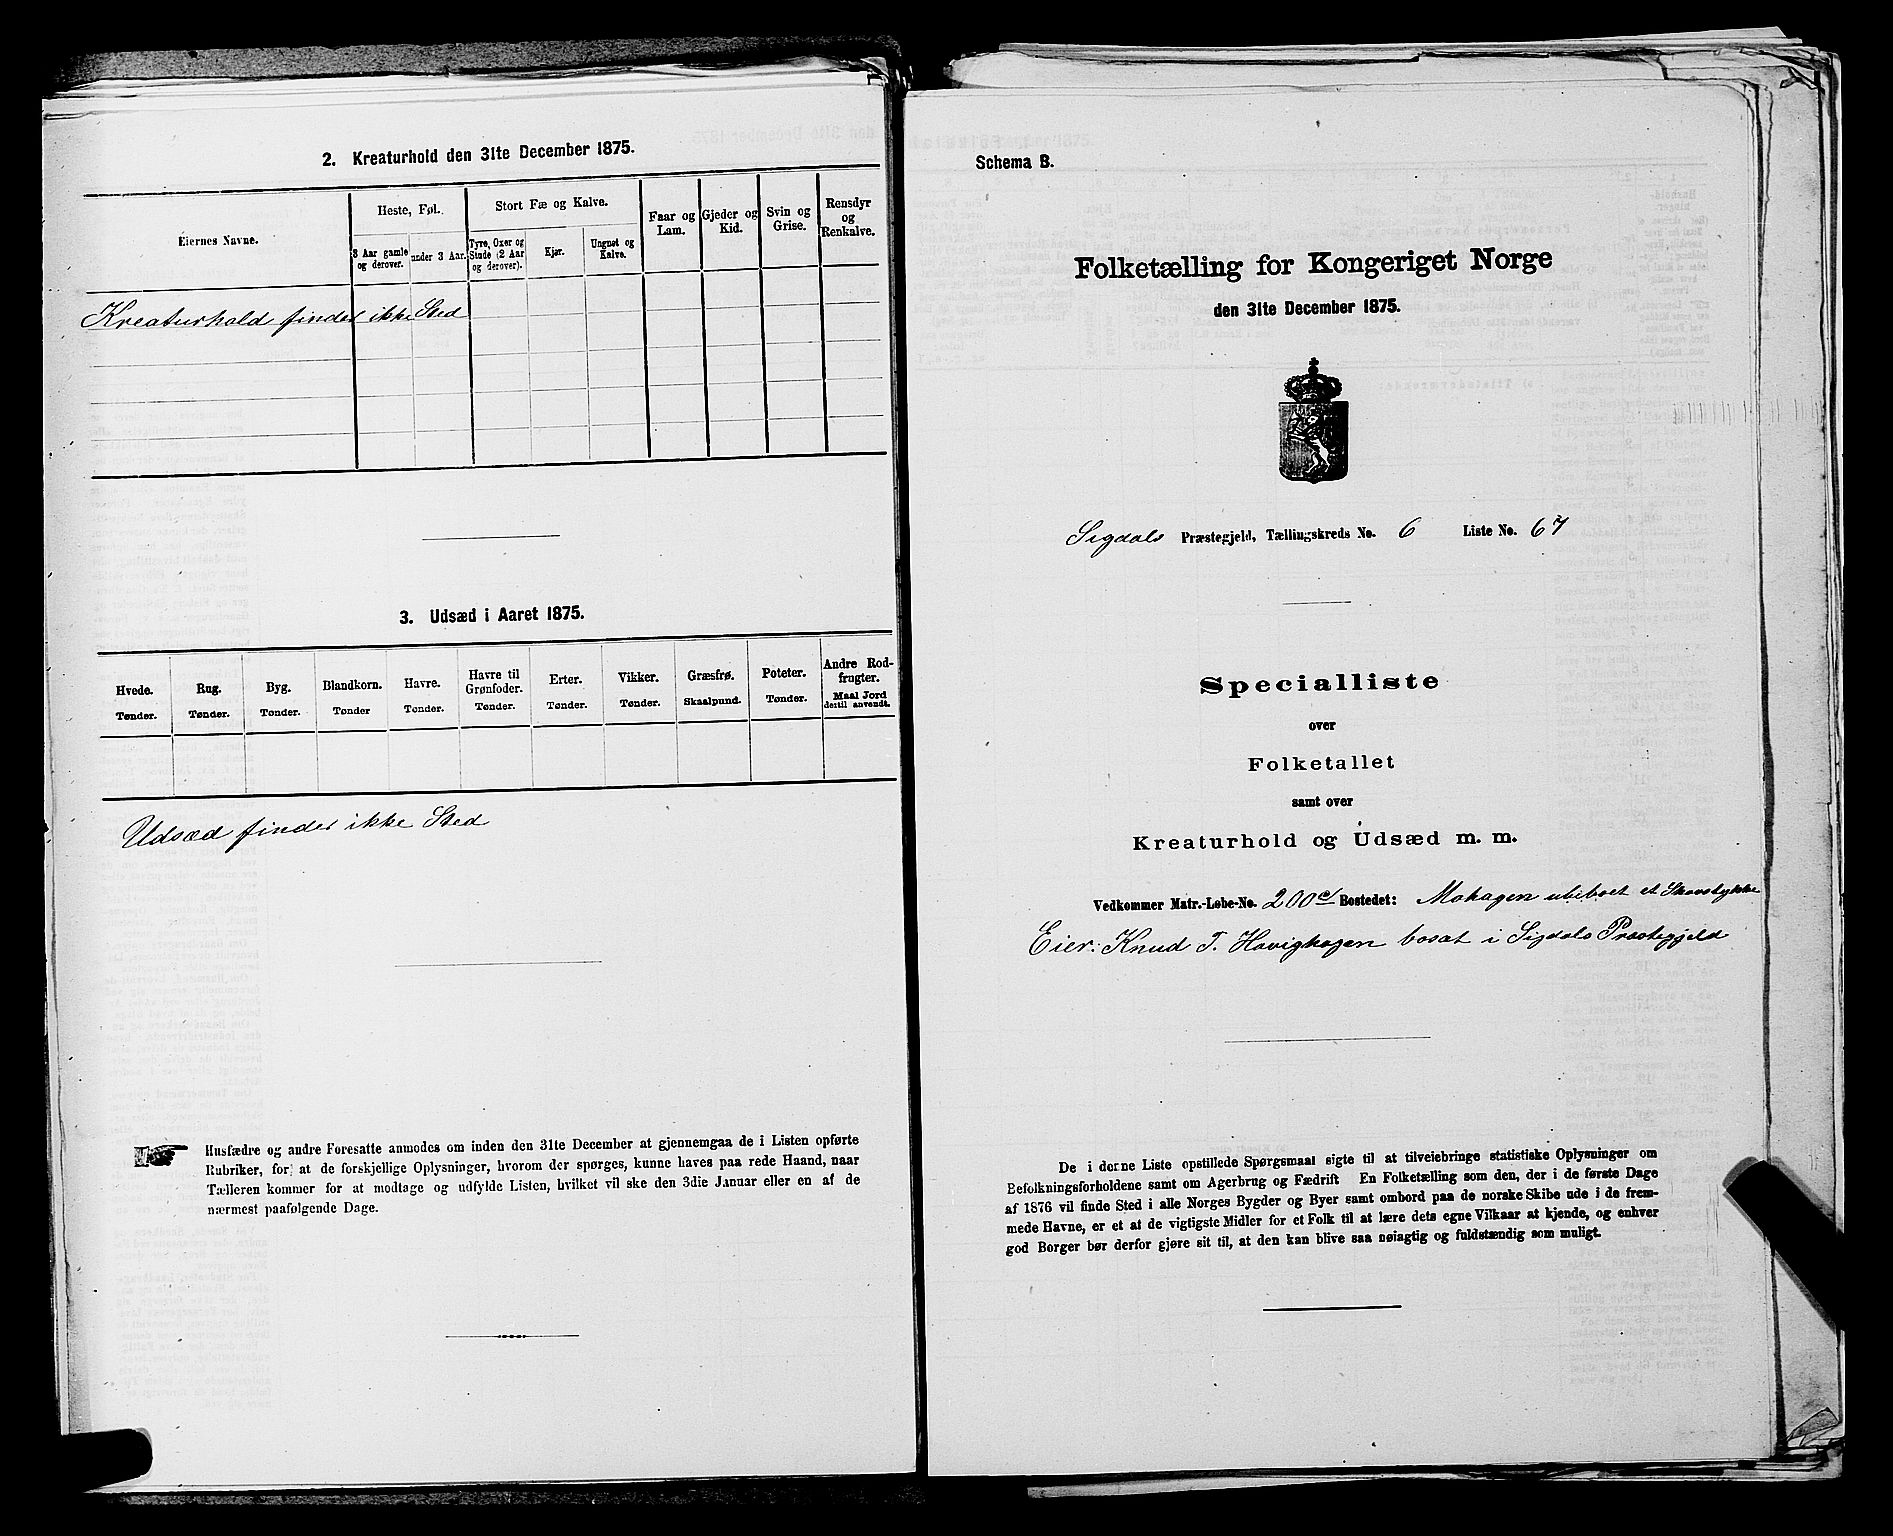 2. Kreaturhold den 31te December 1875.
Eiernes Navne.
Heste, Føl.
3 Aar gamle og derover.
under 3 Aar.
Stort Fæ og Kalve.
Tyre, Oxer og Stude (2 Aar og derover).
Kjør.
Ungnøt og Kalve.
Faar og Lam.
Gjeder og Kid.
Svin og Grise.
Rensdyr og Renkalve.
Kreaturhold finder ikke Sted
3. Udsæd i Aaret 1875.
Hvede. Tønder.
Rug. Tønder.
Byg. Tønder.
Blandkorn. Tønder
Havre. Tønder.
Havre til Grønfoder. Tønder.
Erter. Tønder.
Vikker. Tønder.
Græsfrø. Skaalpund.
Poteter. Tønder.
Andre Rodfrugter. Maal Jord dertil anvendt.
Udsæd finder ikke Sted
Husfædre og andre Foresatte anmodes om inden den 31te December at gjennemgaa de i Listen opførte
Rubriker, for at de forskjellige Oplysninger, hvorom der spørges, kunne haves paa rede Haand, naar
Tælleren kommer for at modtage og udfylde Listen, hvilket vil ske den 3die Januar eller en af de
nærmest paafølgende Dage.
Schema B.
Folketælling for Kongeriget Norge
den 31te December 1875.
Sigdals Præstegjeld, Tællingskreds No. 6 Liste No. 67
Specialliste
over
Folketallet
samt over
Kreaturhold og Udsæd m. m.
Vedkommer Matr.-Løbe-No. 200e Bostedet: Mohagen ubeboet et Skovstykke
Eier: Knud T. Havighagen bosat i Sigdals Præstegjeld
De i denne Liste opstillede Spørgsmaal sigte til at tilveiebringe statistiske Oplysninger om
Befolkningsforholdene samt om Agerbrug og Fædrift En Folketælling som den, der i de første Dage
af 1876 vil finde Sted i alle Norges Bygder og Byer samt ombord paa de norske Skibe ude i de frem-
mede Havne, er et at de vigtigste Midler for et Folk til at lære dets egne Vilkaar at kjende, og enhver
god Borger bør derfor gjøre sit til, at den kan blive saa nøiagtig og fuldstændig som muligt.